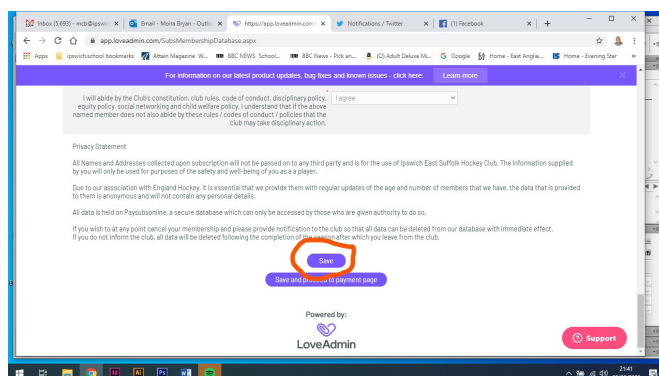 Inbox (5,693) - mcb@ipswi
Email - Moira Bryan - Outlo
https://app.loveadmin.com/
Notifications / Twitter
(1) Facebook
app.loveadmin.com/SubsMembershipDatabase.aspx
Apps
ipswichschool bookmarks
Attain Magazine W...
BBC NEWS School...
BBC News - Pick an...
(O) Adult Deluxe Mi...
Google
Home - East Anglia...
Home - Evening Star
For information on our latest product updates, bug fixes and known issues - click here:
Learn more
I will abide by the Club's constitution, club rules, code of conduct, disciplinary policy,
equity policy, social networking and child welfare policy. I understand that if the above
named member does not also abide by these rules / codes of conduct / policies that the
club may take disciplinary action.
*
I agree
Privacy Statement
All Names and Addresses collected upon subscription will not be passed on to any third party and is for the use of Ipswich East Suffolk Hockey Club. The information supplied
by you will only be used for purposes of the safety and well-being of you as a a player.
Due to our association with England Hockey. It is essential that we provide them with regular updates of the age and number of members that we have, the data that is provided
to them is anonymous and will not contain any personal details.
All data is held on Paysubsonline, a secure database which can only be accessed by those who are given authority to do so.
If you wish to at any point cancel your membership and please provide notification to the club so that all data can be deleted from our database with immediate effect.
If you do not inform the club, all data will be deleted following the completion of the season after which you leave from the club.
Save
Save and proceed to payment page
Powered by:
LoveAdmin
Support
Id
Ai
Ps
21:41